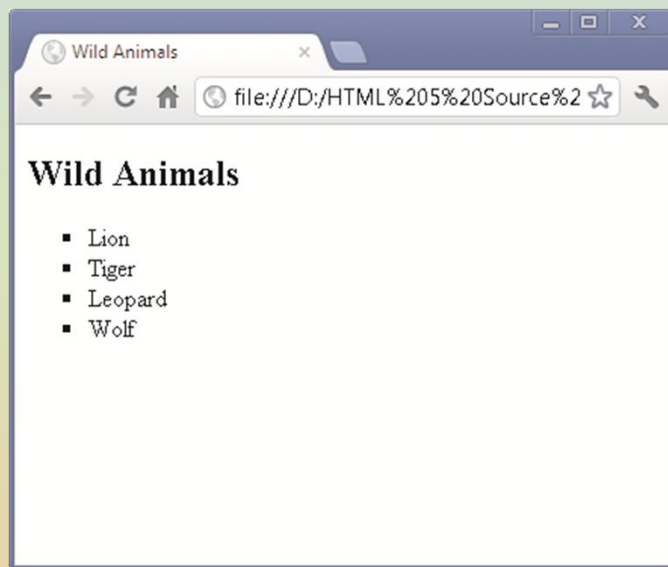 Wild Animals
file:///D:/HTML%205%20Source%2
Wild Animals
Lion
Tiger
Leopard
Wolf